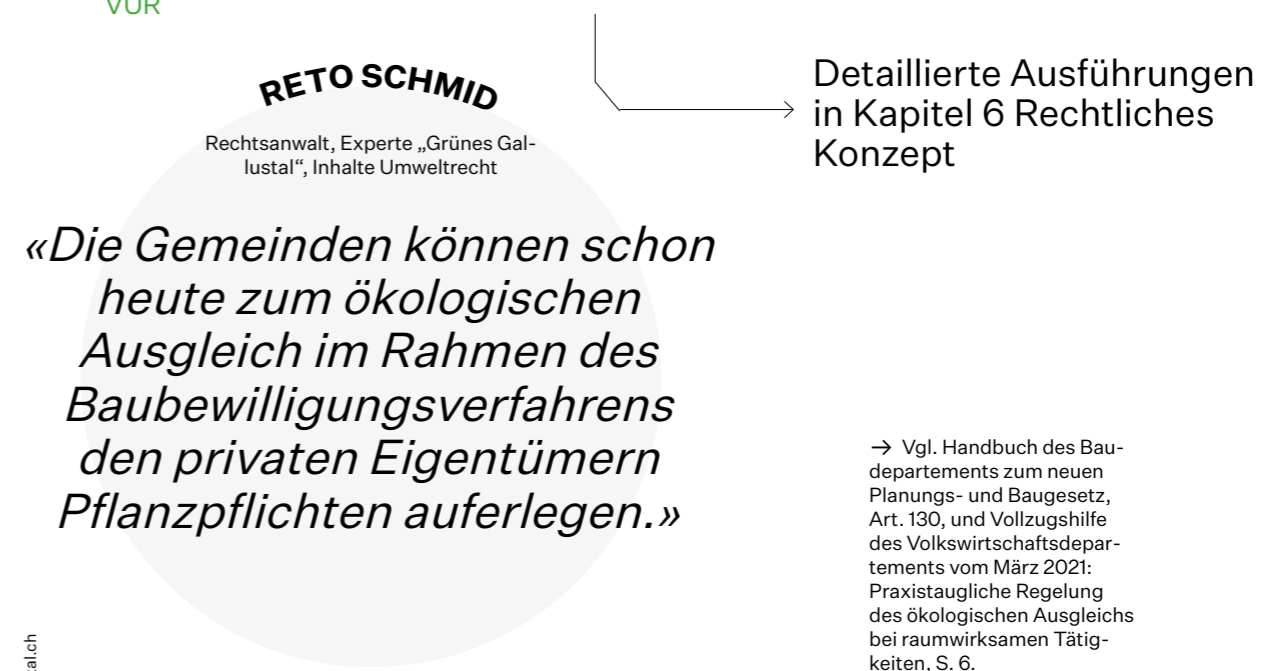 VUR
RETO SCHMID
Rechtsanwalt, Experte „Grünes Gal-
lustal“, Inhalte Umweltrecht
«Die Gemeinden können schon
heute zum ökologischen
Ausgleich im Rahmen des
Baubewilligungsverfahrens
den privaten Eigentümern
Pflanzpflichten auferlegen.»
Detaillierte Ausführungen
in Kapitel 6 Rechtliches
Konzept
→ Vgl. Handbuch des Bau-
departements zum neuen
Planungs- und Baugesetz,
Art. 130, und Vollzugshilfe
des Volkswirtschaftsdepar-
tements vom März 2021:
Praxistaugliche Regelung
des ökologischen Ausgleichs
bei raumwirksamen Tätig-
keiten, S. 6.